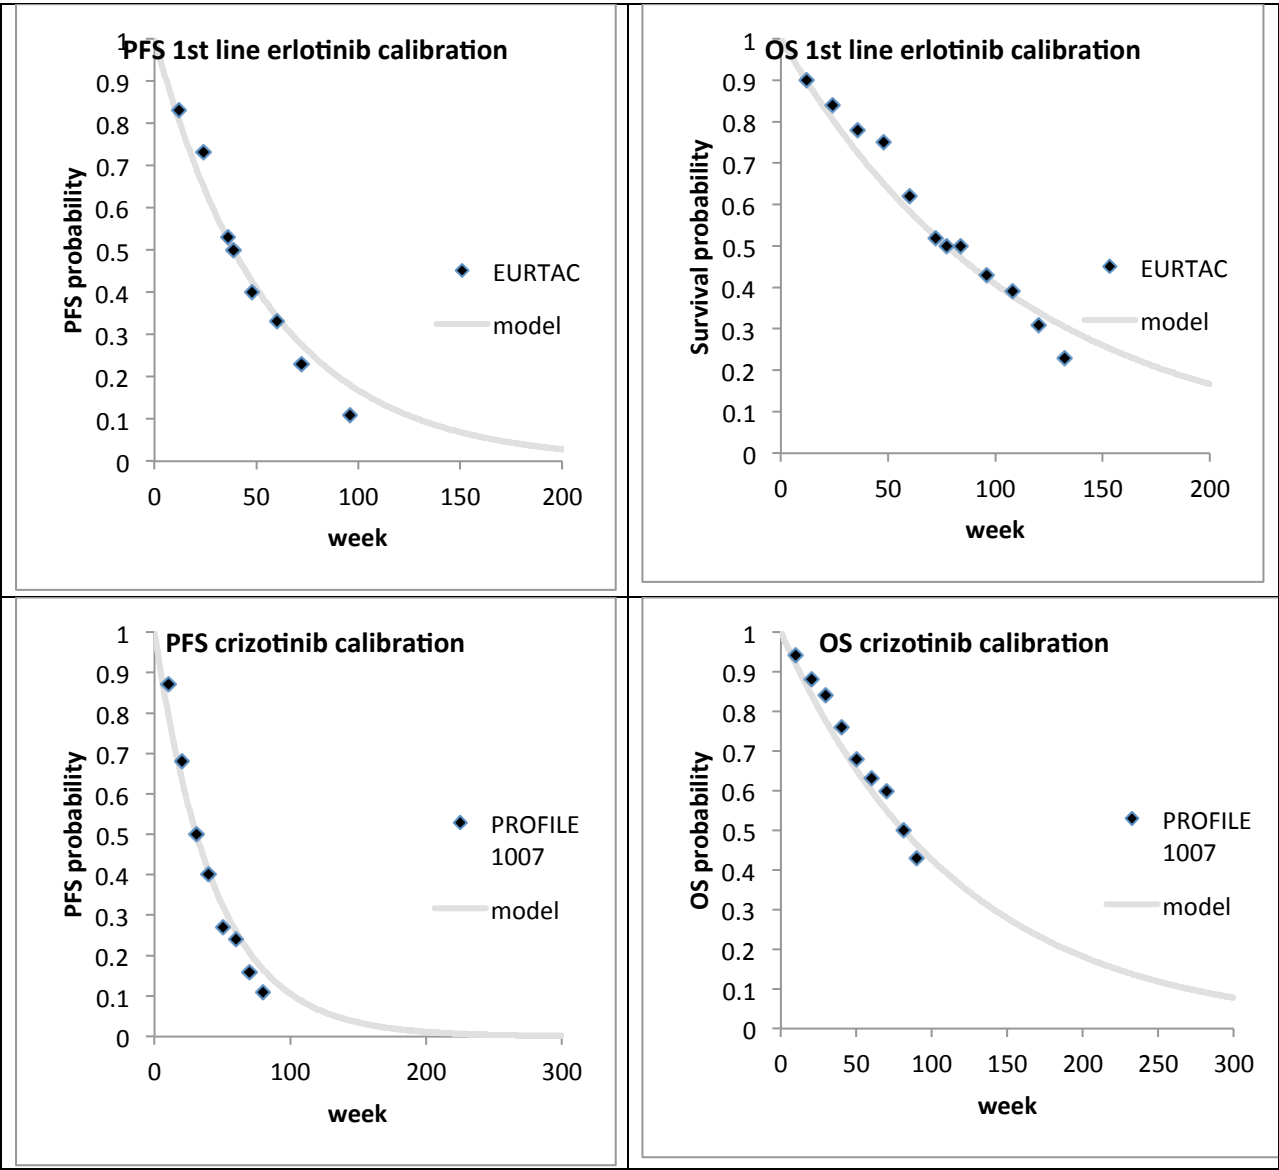 PFS 1st line erlotinib calibration
1
0.9
0.8
0.7
0.6
0.5
0.4
0.3
0.2
0.1
0
PFS probability
0 50 100 150 200
week
EURTAC
model
OS 1st line erlotinib calibration
1
0.9
0.8
0.7
0.6
0.5
0.4
0.3
0.2
0.1
0
Survival probability
0 50 100 150 200
week
EURTAC
model
PFS crizotinib calibration
1
0.9
0.8
0.7
0.6
0.5
0.4
0.3
0.2
0.1
0
PFS probability
0 100 200 300
week
PROFILE
1007
model
OS crizotinib calibration
1
0.9
0.8
0.7
0.6
0.5
0.4
0.3
0.2
0.1
0
OS probability
0 50 100 150 200 250 300
week
PROFILE
1007
model